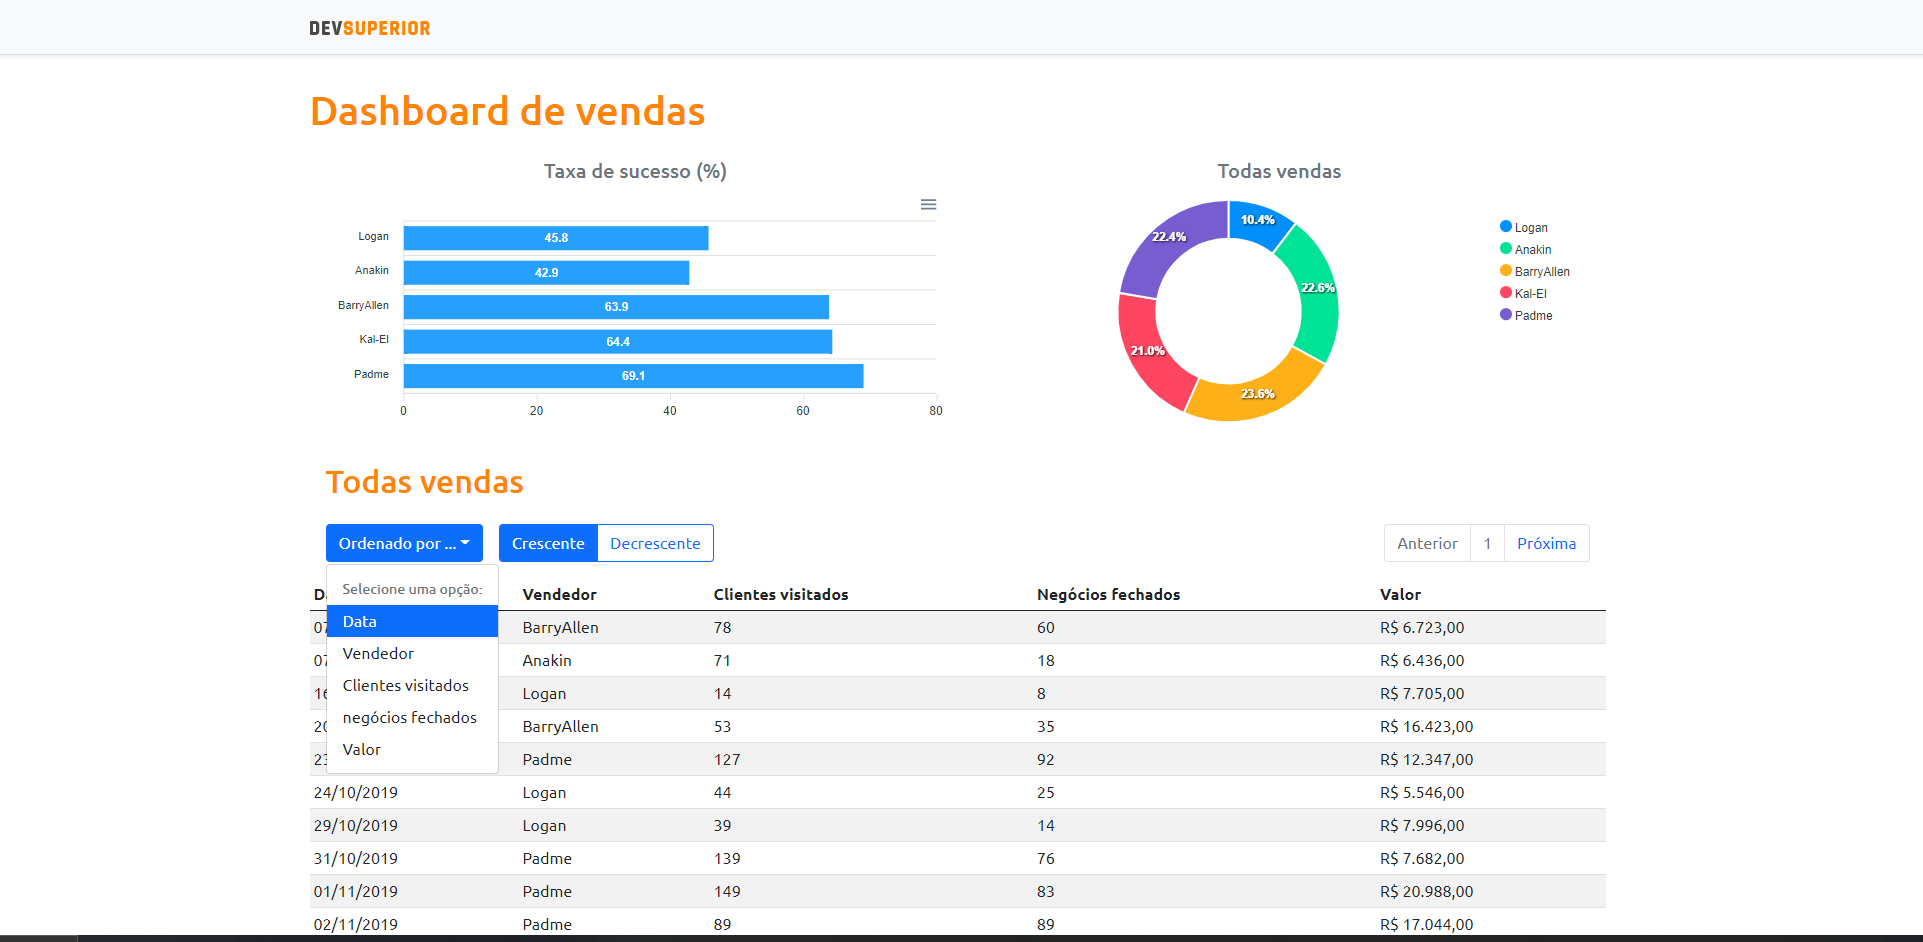 DEVSUPERIOR
Dashboard de vendas
Taxa de sucesso (%)
Logan
45.8
Anakin
42.9
BarryAllen
63.9
Kal-El
64.4
Padme
69.1
0 20 40 60 80
Todas vendas
10.4%
22.6%
23.6%
21.0%
22.4%
Logan
Anakin
BarryAllen
Kal-El
Padme
Todas vendas
Ordenado por ... Crescente Decrescente Anterior 1 Próxima
Selecione uma opção:
Data
Vendedor
Clientes visitados
negócios fechados
Valor
Vendedor Clientes visitados Negócios fechados Valor
07 BarryAllen 78 60 R$ 6.723,00
07 Anakin 71 18 R$ 6.436,00
16 Logan 14 8 R$ 7.705,00
20 BarryAllen 53 35 R$ 16.423,00
23 Padme 127 92 R$ 12.347,00
24/10/2019 Logan 44 25 R$ 5.546,00
29/10/2019 Logan 39 14 R$ 7.996,00
31/10/2019 Padme 139 76 R$ 7.682,00
01/11/2019 Padme 149 83 R$ 20.988,00
02/11/2019 Padme 89 89 R$ 17.044,00